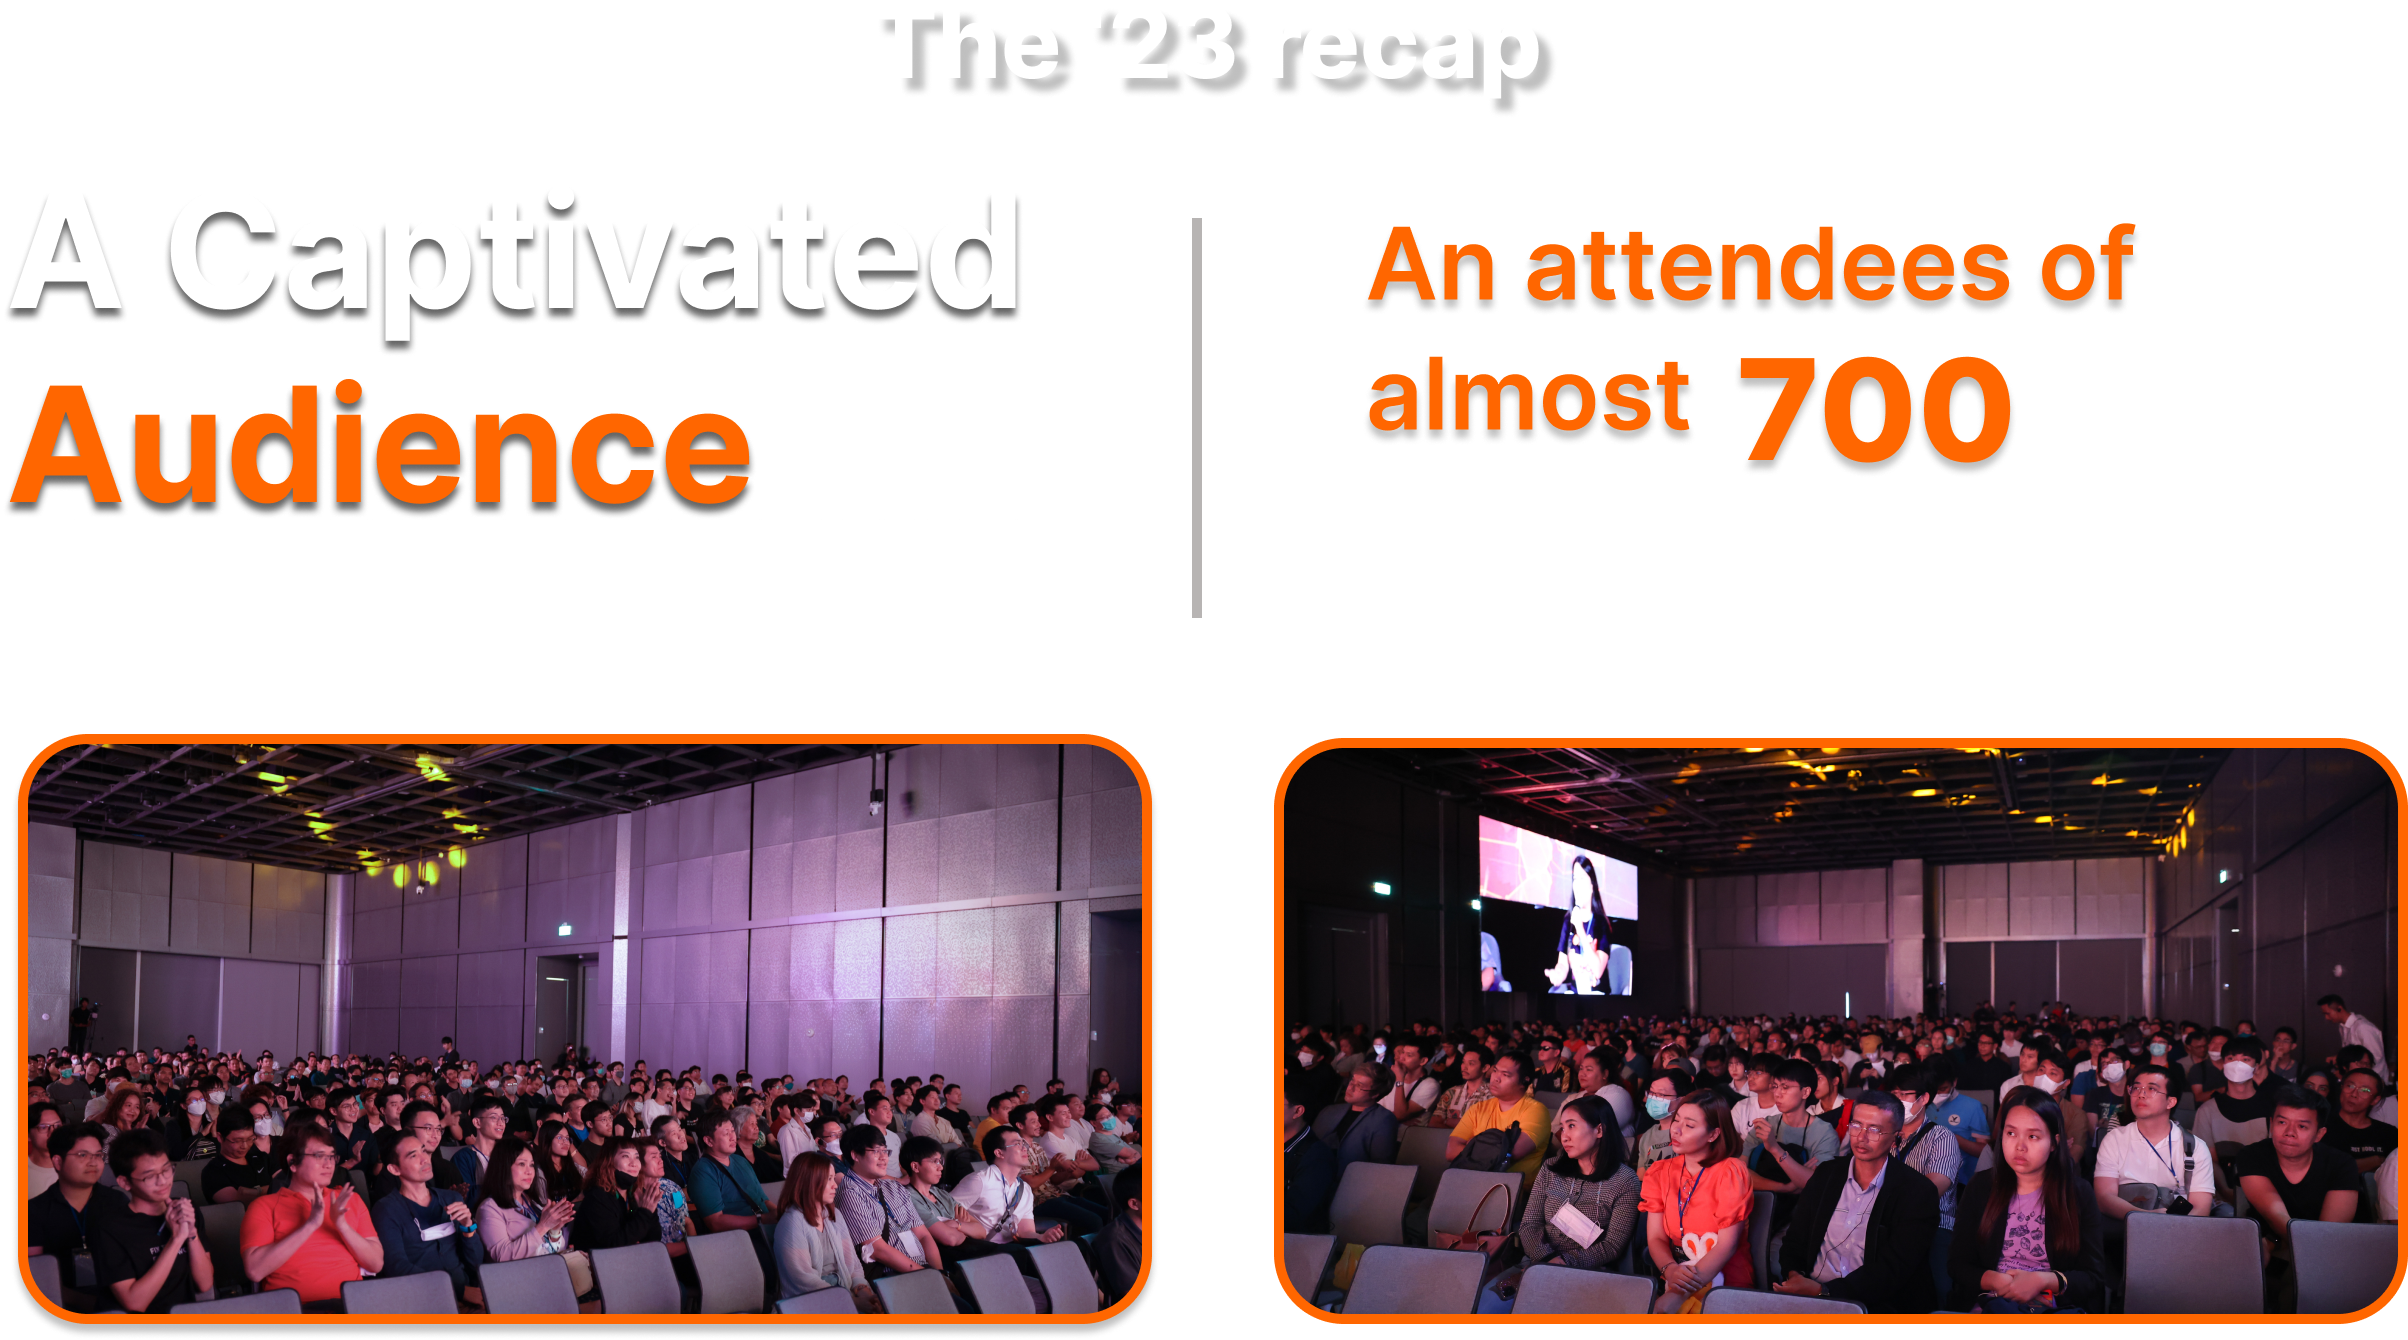 The ‘23 recap
A Captivated
Audience
An attendees of
almost 700